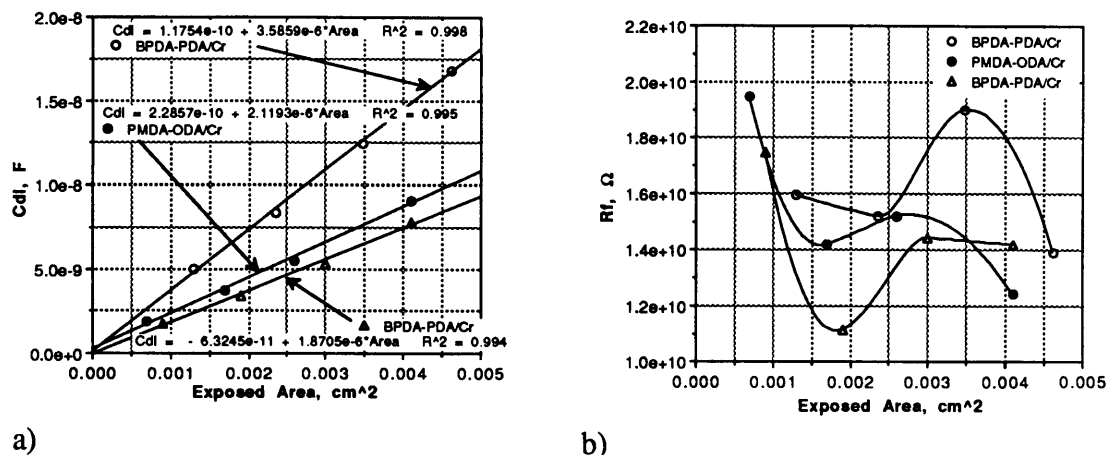 2.0e-8
Cdl = 1.1754e-10 + 3.5859e-6*Area R^2 = 0.998
BPDA-PDA/Cr
1.5e-8
Cdl = 2.2857e-10 + 2.1193e-6*Area R^2 = 0.995
PMDA-ODA/Cr
1.0e-8
5.0e-9
BPDA-PDA/Cr
0.0e+0
Cdl = - 6.3245e-11 + 1.8705e-6*Area R^2 = 0.994
Cdl, F
0.000 0.001 0.002 0.003 0.004 0.005
Exposed Area, cm^2
a)
2.2e+10
BPDA-PDA/Cr
PMDA-ODA/Cr
BPDA-PDA/Cr
2.0e+10
1.8e+10
1.6e+10
1.4e+10
1.2e+10
1.0e+10
Rf, Ω
0.000 0.001 0.002 0.003 0.004 0.005
Exposed Area, cm^2
b)